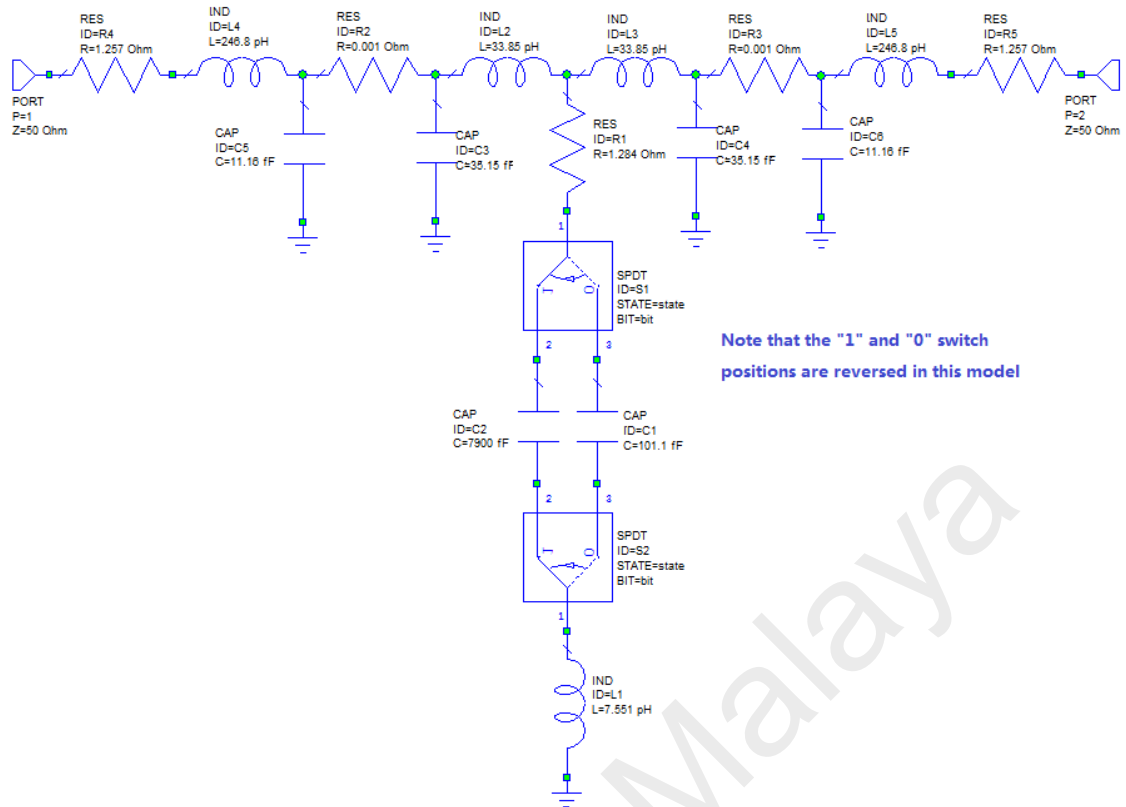 RES
ID=R4
R=1.257 Ohm
IND
ID=L4
L=246.8 pH
RES
ID=R2
R=0.001 Ohm
IND
ID=L2
L=33.85 pH
IND
ID=L3
L=33.85 pH
RES
ID=R3
R=0.001 Ohm
IND
ID=L5
L=246.8 pH
RES
ID=R5
R=1.257 Ohm
PORT
P=1
Z=50 Ohm
CAP
ID=C5
C=11.16 fF
CAP
ID=C3
C=35.15 fF
RES
ID=R1
R=1.284 Ohm
CAP
ID=C4
C=35.15 fF
CAP
ID=C6
C=11.16 fF
PORT
P=2
Z=50 Ohm
1
I O
SPDT
ID=S1
STATE=state
BIT=bit
2 3
Note that the "1" and "0" switch
positions are reversed in this model
CAP
ID=C2
C=7900 fF
CAP
ID=C1
C=101.1 fF
2 3
I O
SPDT
ID=S2
STATE=state
BIT=bit
1
IND
ID=L1
L=7.551 pH
Malaya